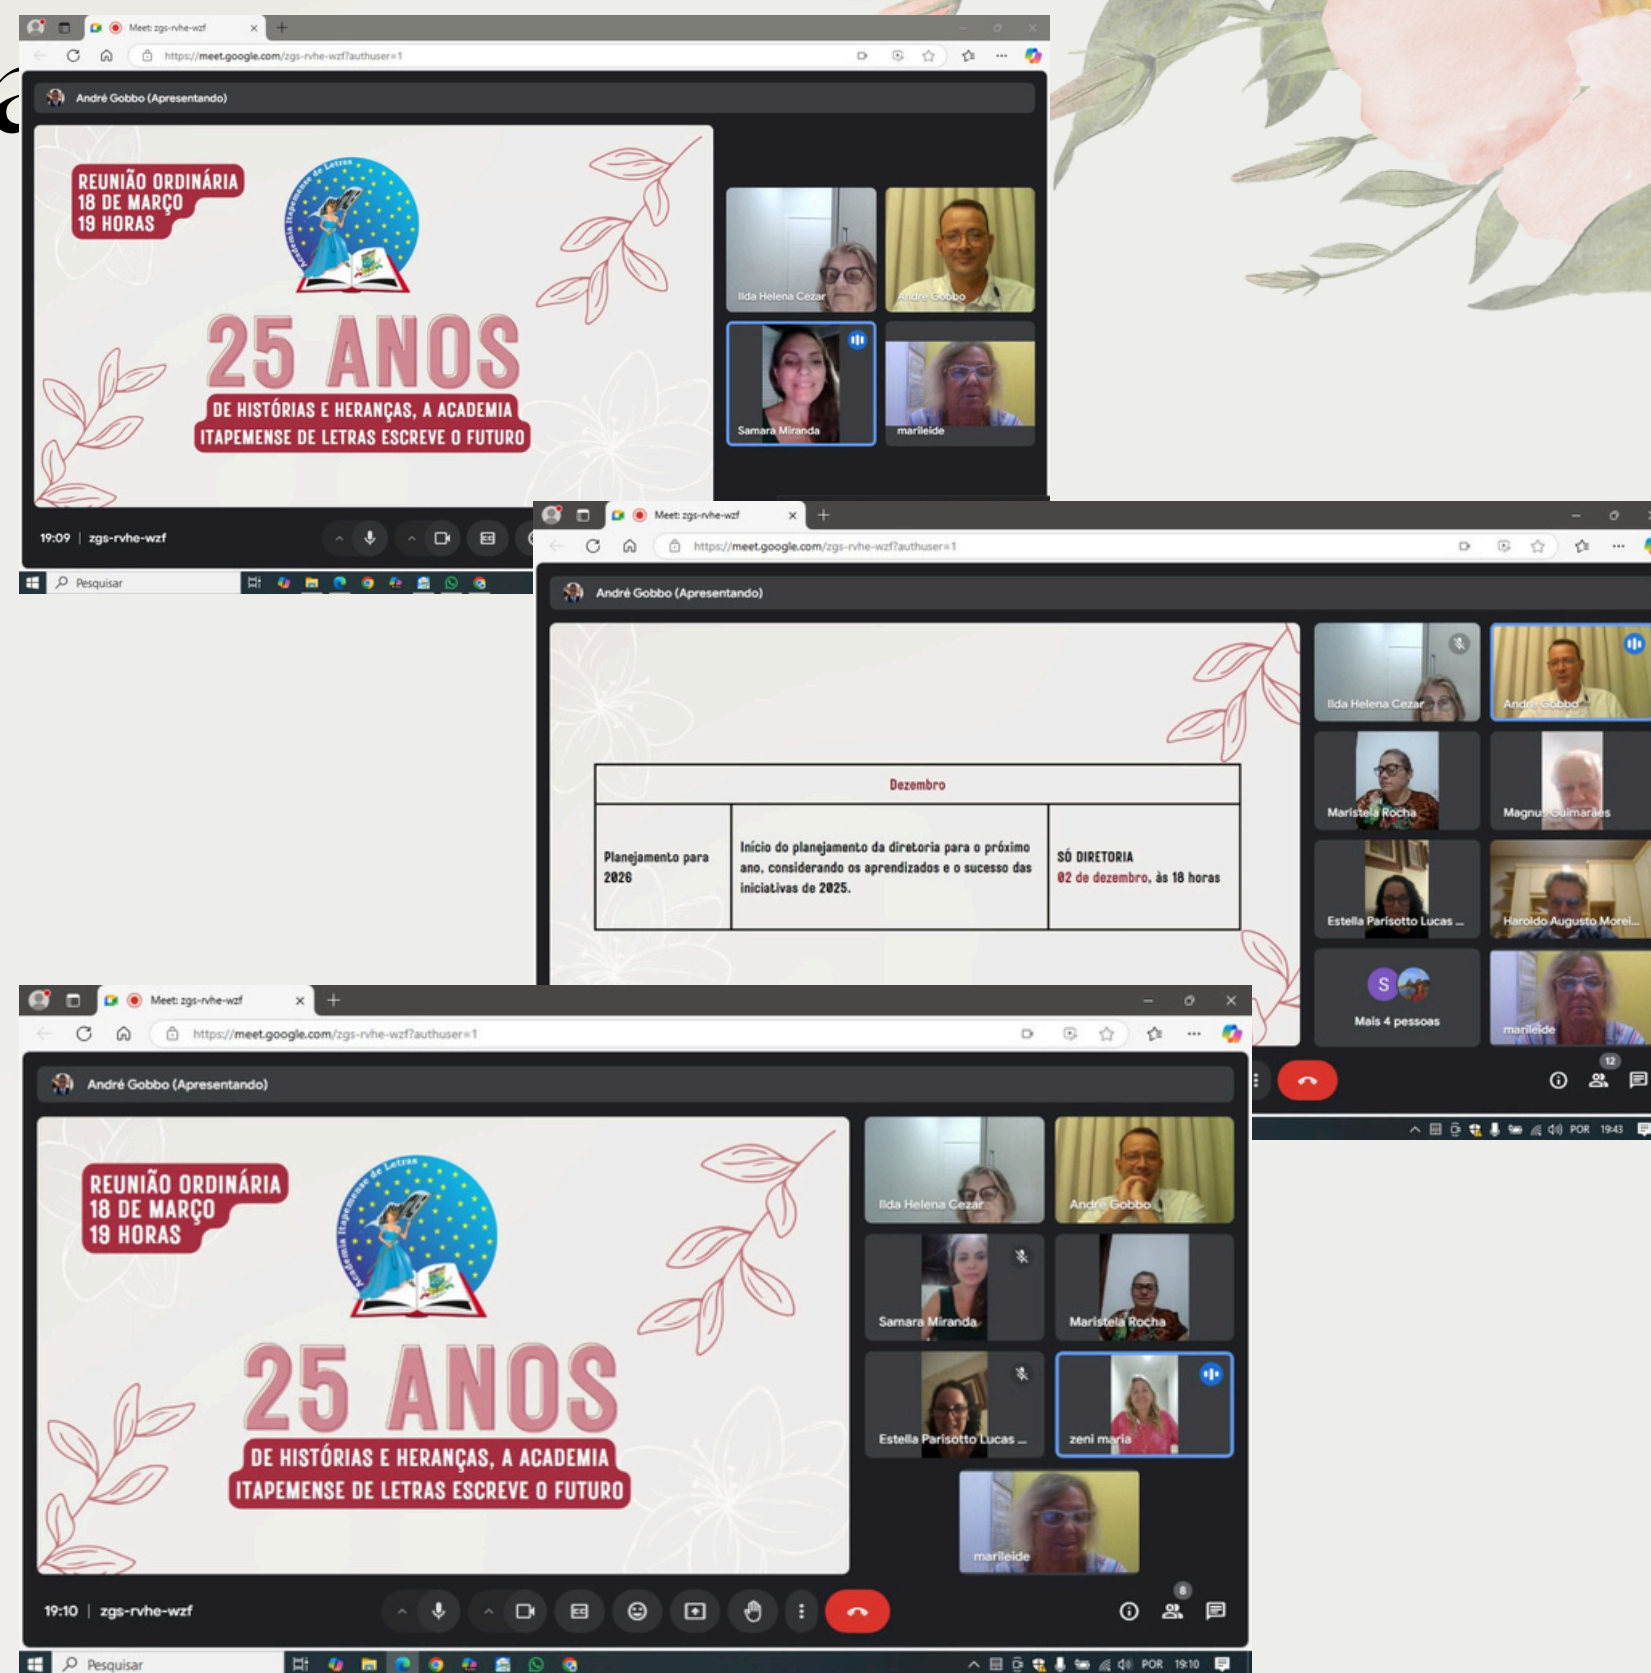 Meet: zgs-rvhe-wzf
https://meet.google.com/zgs-rvhe-wzf?authuser=1
André Gobbo (Apresentando)
REUNIÃO ORDINÁRIA
18 DE MARÇO
19 HORAS
Academia Itapemense de Letras
25 ANOS
DE HISTÓRIAS E HERANÇAS, A ACADEMIA
ITAPEMENSE DE LETRAS ESCREVE O FUTURO
Ilda Helena Cezar
André Gobbo
Samara Miranda
marileide
19:09 | zgs-rvhe-wzf
Pesquisar
Meet: zgs-rvhe-wzf
https://meet.google.com/zgs-rvhe-wzf?authuser=1
André Gobbo (Apresentando)
Dezembro
Planejamento para
2026
Início do planejamento da diretoria para o próximo
ano, considerando os aprendizados e o sucesso das
iniciativas de 2025.
SÓ DIRETORIA
02 de dezembro, às 18 horas
Ilda Helena Cezar
André Gobbo
Maristela Rocha
Magnus Guimarães
Estella Parisotto Lucas ...
Haroldo Augusto Morei...
S
Mais 4 pessoas
marileide
12
POR 19:43
Meet: zgs-rvhe-wzf
https://meet.google.com/zgs-rvhe-wzf?authuser=1
André Gobbo (Apresentando)
REUNIÃO ORDINÁRIA
18 DE MARÇO
19 HORAS
Academia Itapemense de Letras
25 ANOS
DE HISTÓRIAS E HERANÇAS, A ACADEMIA
ITAPEMENSE DE LETRAS ESCREVE O FUTURO
Ilda Helena Cezar
André Gobbo
Samara Miranda
Maristela Rocha
Estella Parisotto Lucas ...
zeni maria
marileide
19:10 | zgs-rvhe-wzf
8
Pesquisar
POR 19:10